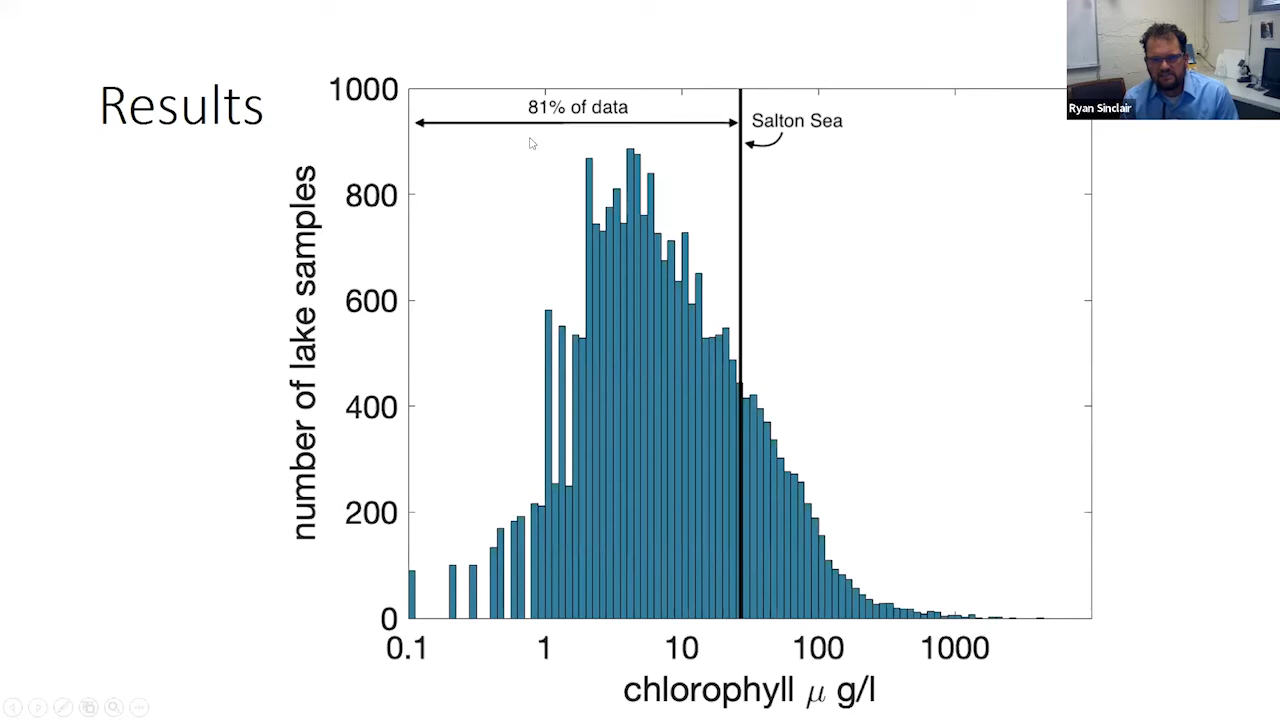 Results
1000
800
600
400
200
0
number of lake samples
81% of data
Salton Sea
0.1
1
10
100
1000
chlorophyll μ g/l
Ryan Sinclair